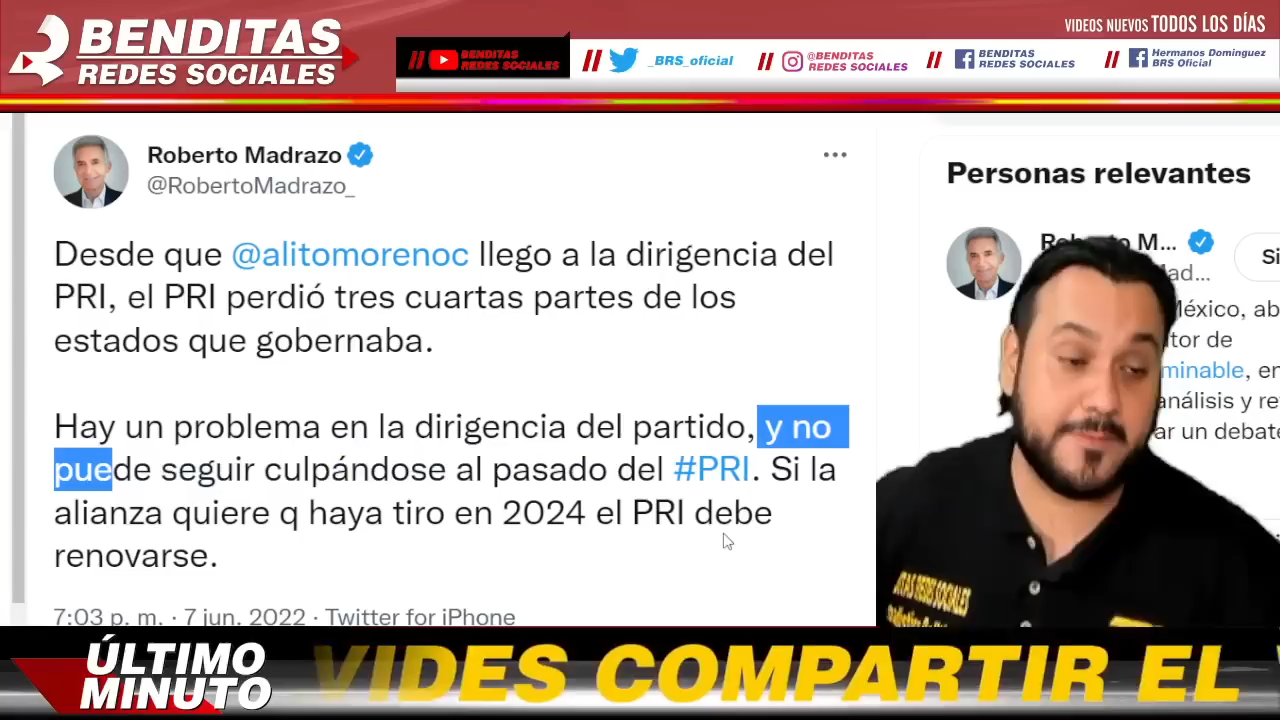 BENDITAS
REDES SOCIALES
VIDEOS NUEVOS TODOS LOS DÍAS
// BENDITAS
REDES SOCIALES
// _BRS_oficial
// @BENDITAS
REDES SOCIALES
// BENDITAS
REDES SOCIALES
// Hermanos Dominguez
BRS Oficial
Roberto Madrazo
@RobertoMadrazo_
Desde que @alitomorenoc llego a la dirigencia del
PRI, el PRI perdió tres cuartas partes de los
estados que gobernaba.
Hay un problema en la dirigencia del partido, y no
puede seguir culpándose al pasado del #PRI. Si la
alianza quiere q haya tiro en 2024 el PRI debe
renovarse.
7:03 p. m. · 7 jun. 2022 · Twitter for iPhone
Personas relevantes
M...
ad...
Si
México, ab
tor de
minable, en
análisis y re
ar un debate
REDES SOCIALES
ÚLTIMO
MINUTO
VIDES COMPARTIR EL